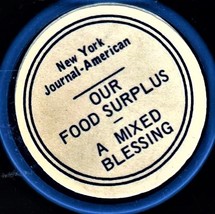 New York
Journal-American
OUR
FOOD SURPLUS
—
A MIXED
BLESSING